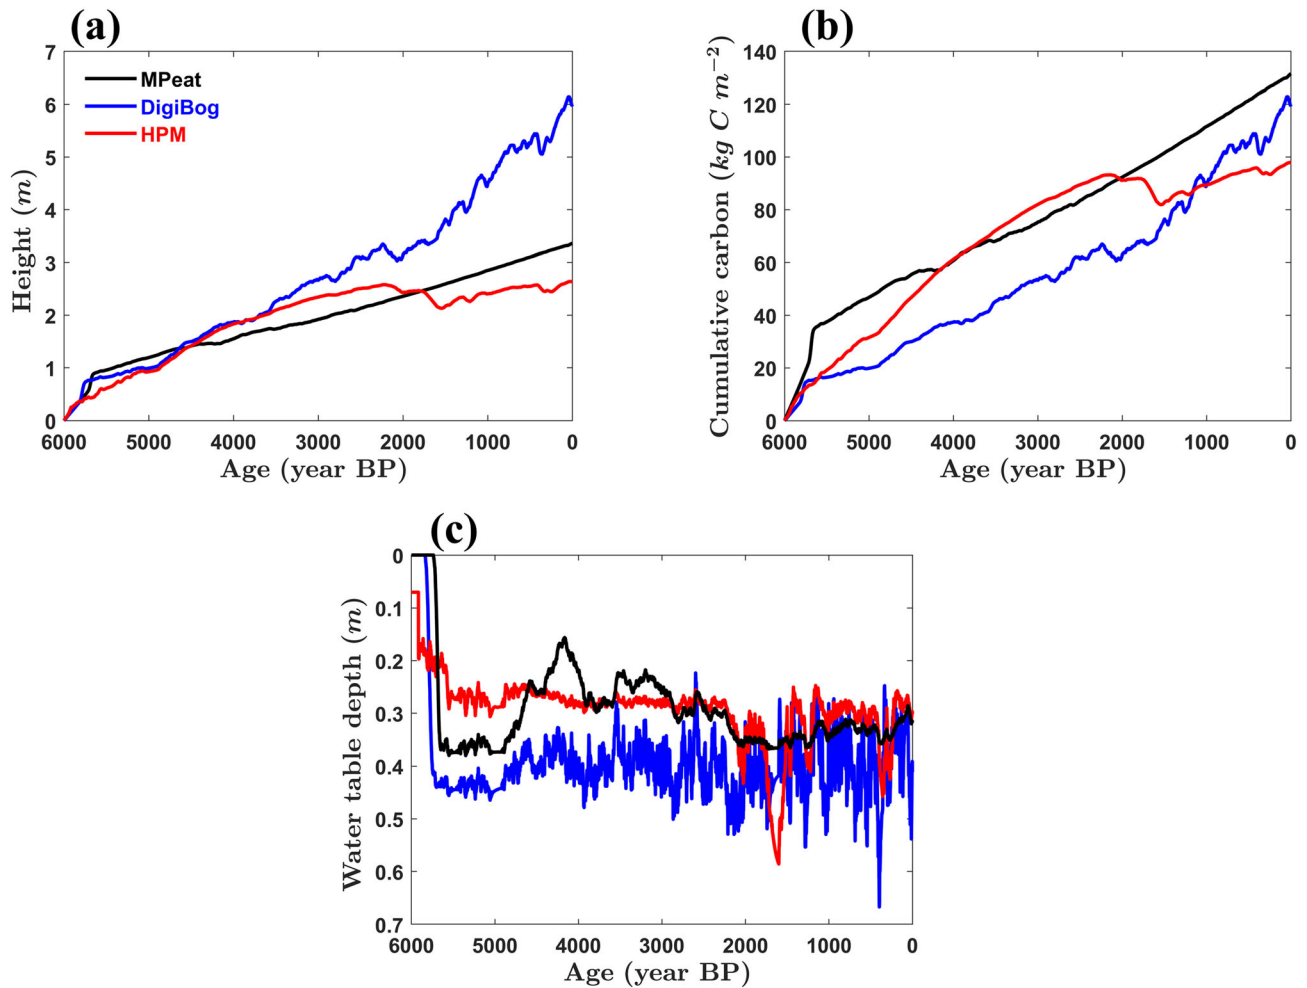 (a)
7
6
5
4
3
2
1
0
Height (m)
MPeat
DigiBog
HPM
6000 5000 4000 3000 2000 1000 0
Age (year BP)
(b)
140
120
100
80
60
40
20
0
Cumulative carbon (kg C m⁻²)
6000 5000 4000 3000 2000 1000 0
Age (year BP)
(c)
0
0.1
0.2
0.3
0.4
0.5
0.6
0.7
Water table depth (m)
6000 5000 4000 3000 2000 1000 0
Age (year BP)